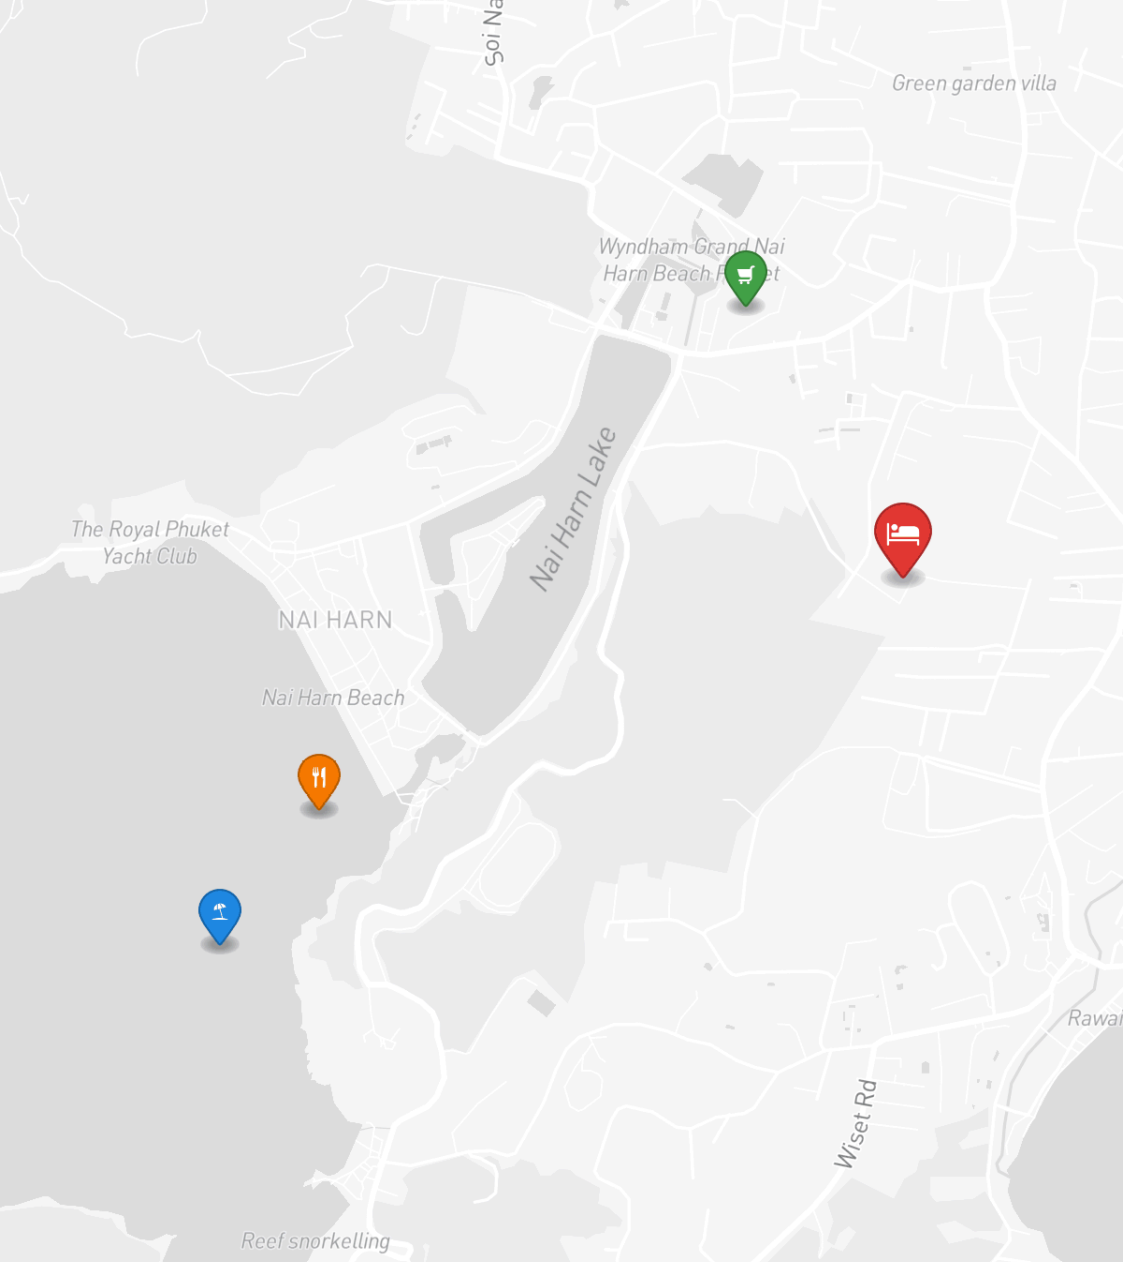 Soi Na
Green garden villa
Wyndham Grand Nai
Harn Beach
Nai Harn Lake
The Royal Phuket
Yacht Club
NAI HARN
Nai Harn Beach
Rawai
Wiset Rd
Reef snorkelling